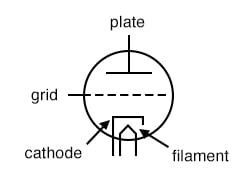 plate
grid
cathode
filament